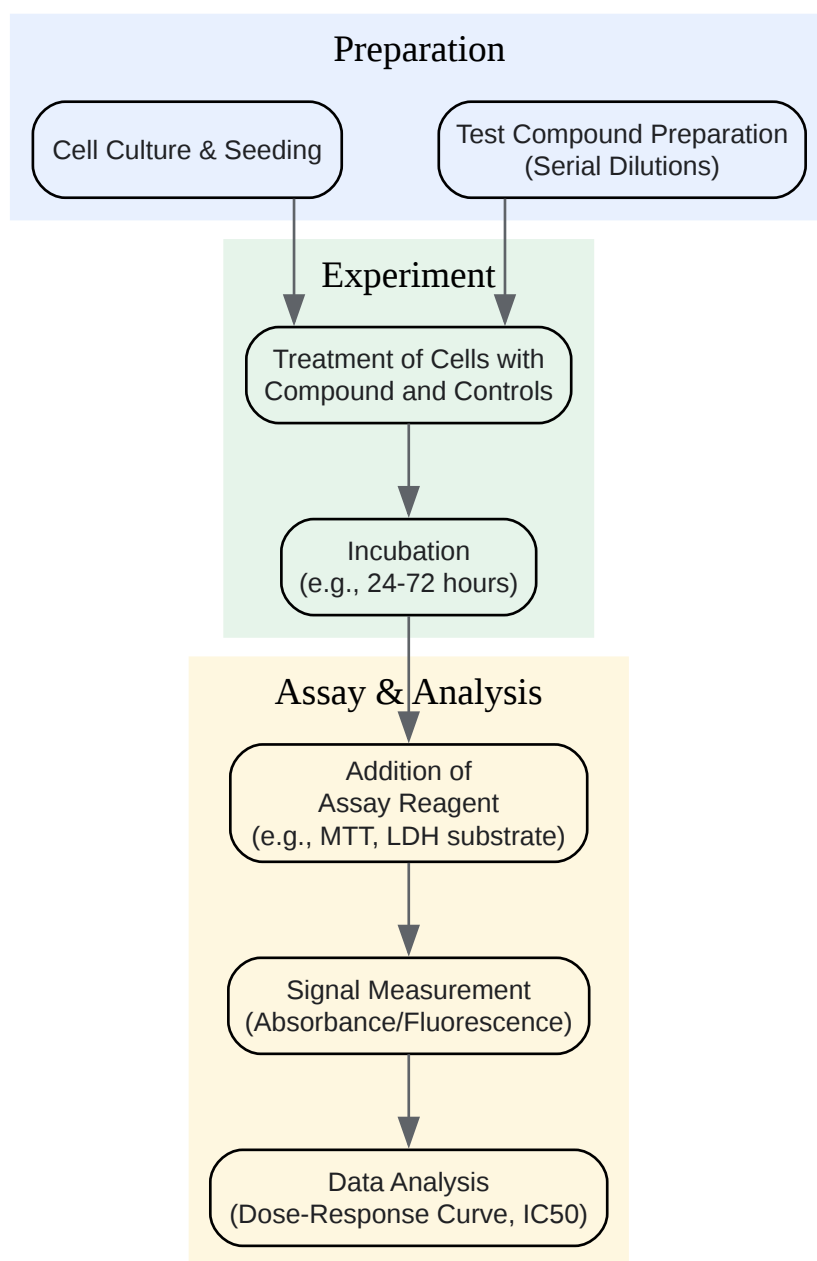 Preparation
Cell Culture & Seeding
Test Compound Preparation
(Serial Dilutions)
Experiment
Treatment of Cells with
Compound and Controls
Incubation
(e.g., 24-72 hours)
Assay & Analysis
Addition of
Assay Reagent
(e.g., MTT, LDH substrate)
Signal Measurement
(Absorbance/Fluorescence)
Data Analysis
(Dose-Response Curve, IC50)